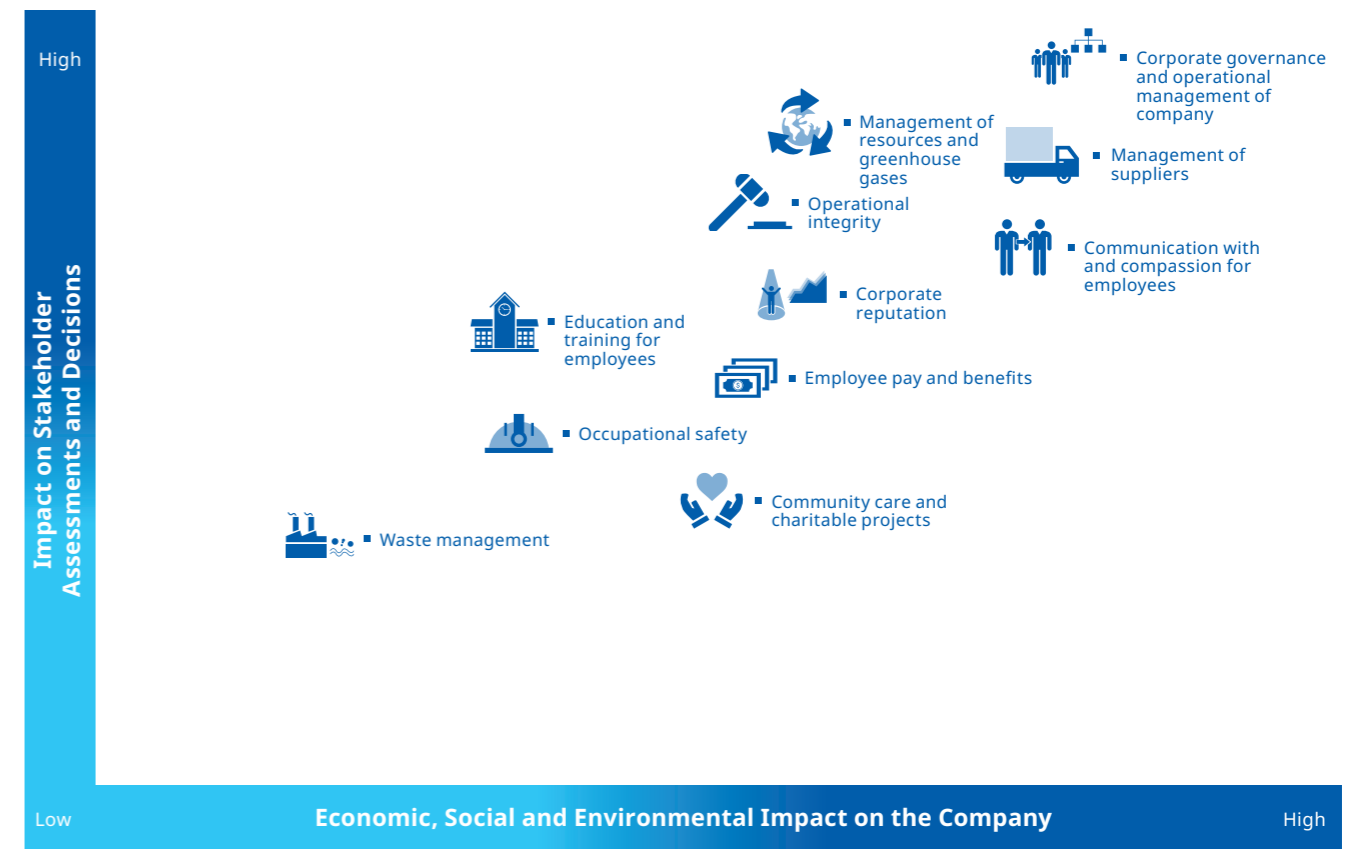 High
Impact on Stakeholder
Assessments and Decisions
Corporate governance
and operational
management of
company
Management of
resources and
greenhouse
gases
Management of
suppliers
Operational
integrity
Communication with
and compassion for
employees
Corporate
reputation
Education and
training for
employees
Employee pay and benefits
Occupational safety
Community care and
charitable projects
Waste management
Low
Economic, Social and Environmental Impact on the Company
High